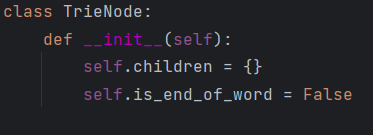 class TrieNode:
    def __init__(self):
        self.children = {}
        self.is_end_of_word = False